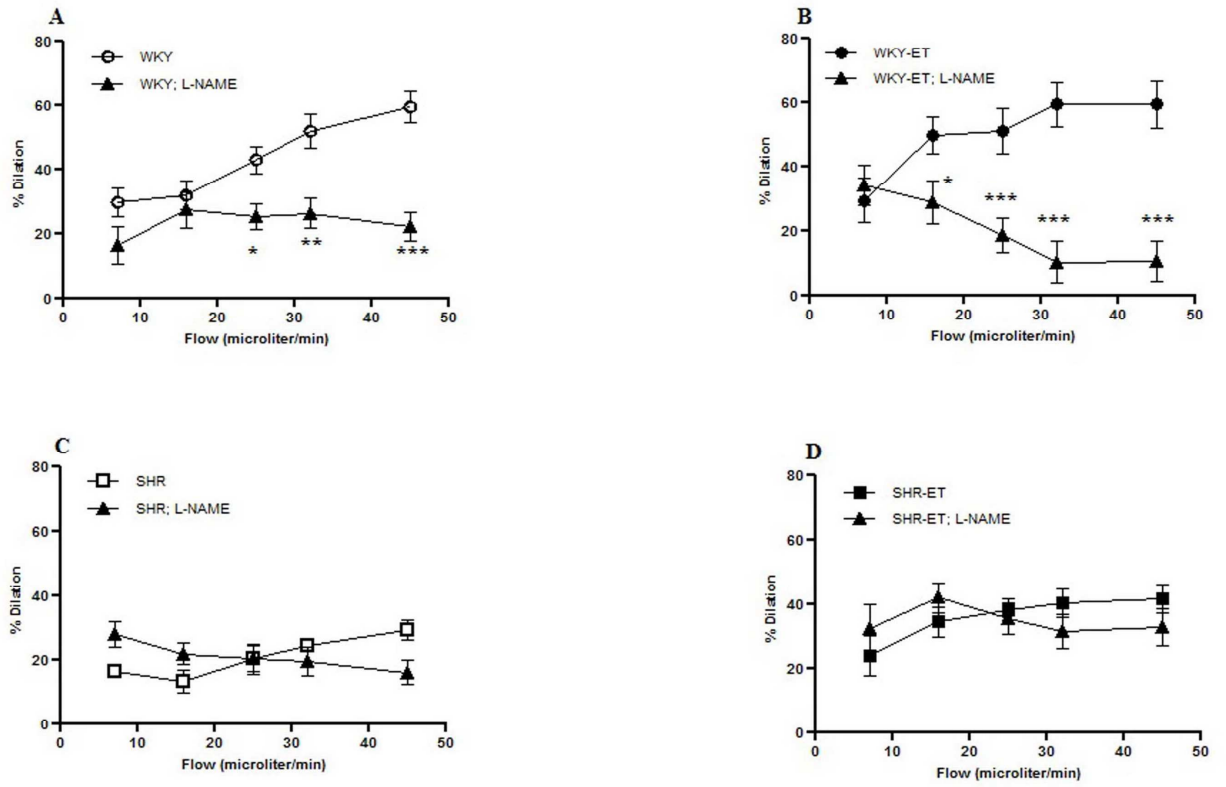 A
80
60
40
20
0
% Dilation
WKY
WKY; L-NAME
*
**
***
0 10 20 30 40 50
Flow (microliter/min)
B
80
60
40
20
0
% Dilation
WKY-ET
WKY-ET; L-NAME
*
***
***
***
0 10 20 30 40 50
Flow (microliter/min)
C
80
60
40
20
0
% Dilation
SHR
SHR; L-NAME
0 10 20 30 40 50
Flow (microliter/min)
D
80
60
40
20
0
% Dilation
SHR-ET
SHR-ET; L-NAME
0 10 20 30 40 50
Flow (microliter/min)